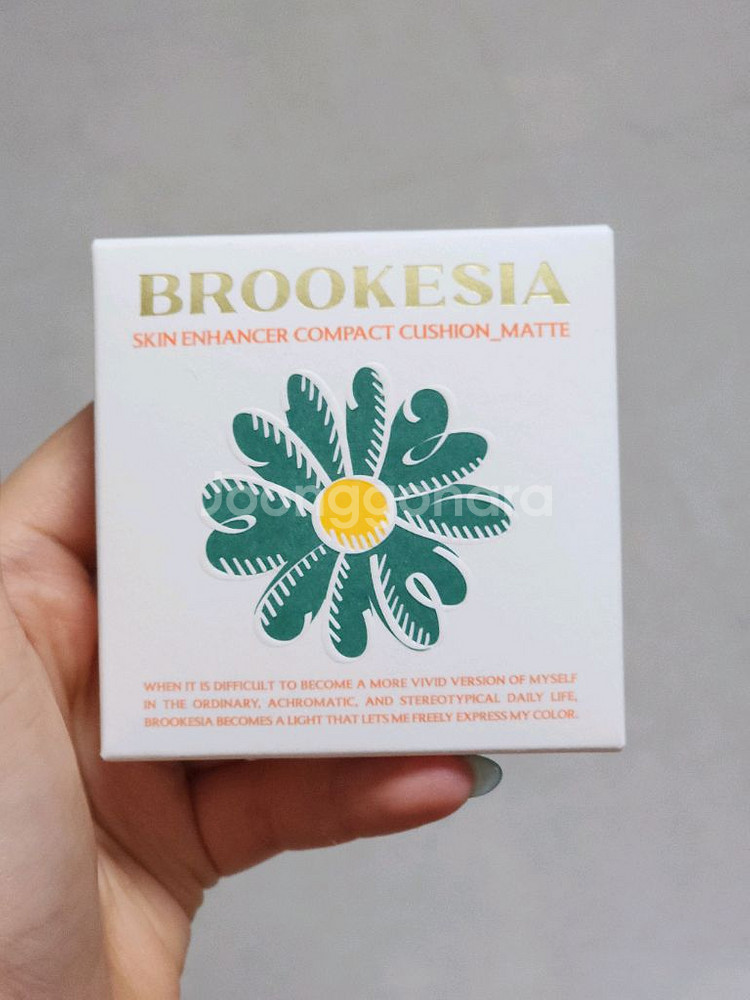 BROOKESIA
SKIN ENHANCER COMPACT CUSHION_MATTE
joonggonara
WHEN IT IS DIFFICULT TO BECOME A MORE VIVID VERSION OF MYSELF
IN THE ORDINARY, ACHROMATIC, AND STEREOTYPICAL DAILY LIFE,
BROOKESIA BECOMES A LIGHT THAT LETS ME FREELY EXPRESS MY COLOR.